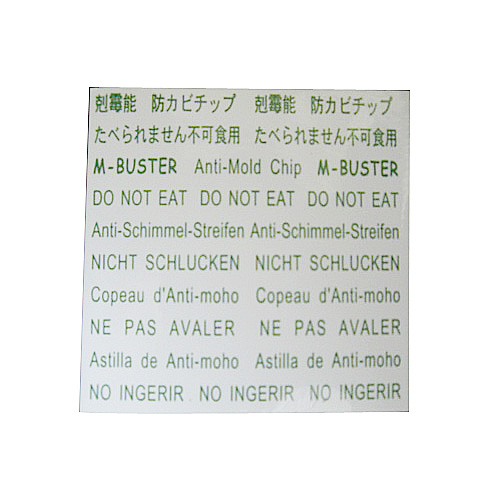 剋霉能 防カビチップ 剋霉能 防カビチップ
たべられません不可食用 たべられません不可食用
M-BUSTER Anti-Mold Chip M-BUSTER
DO NOT EAT DO NOT EAT DO NOT EAT
Anti-Schimmel-Streifen Anti-Schimmel-Streifen
NICHT SCHLUCKEN NICHT SCHLUCKEN
Copeau d'Anti-moho Copeau d'Anti-moho
NE PAS AVALER NE PAS AVALER
Astilla de Anti-moho Astilla de Anti-moho
NO INGERIR NO INGERIR NO INGERIR